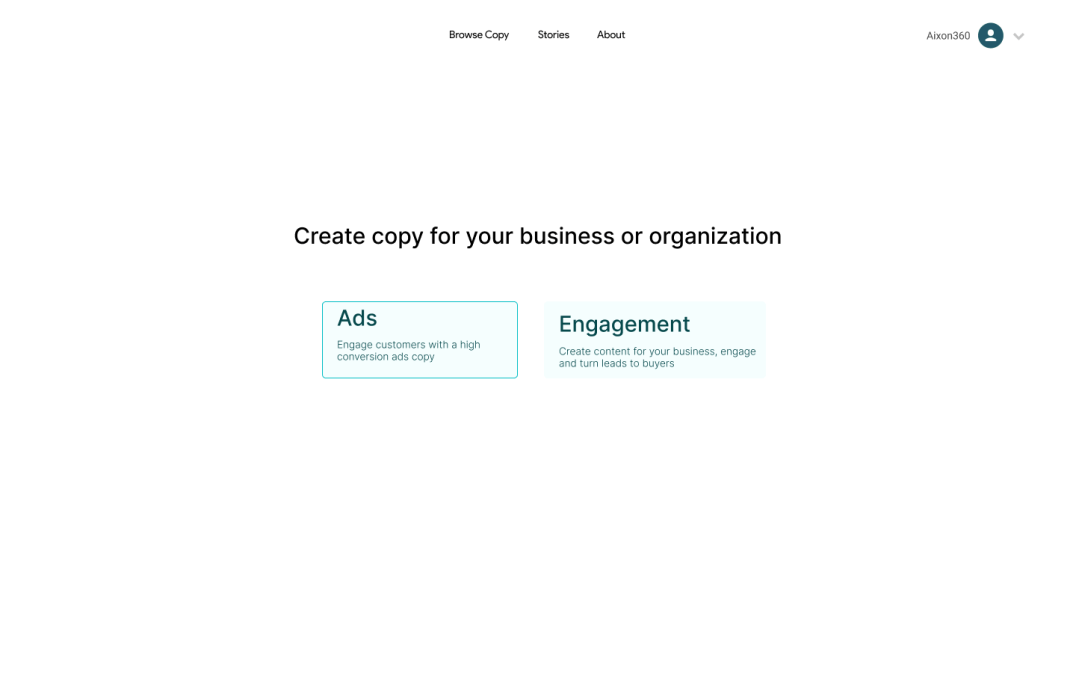 Browse Copy
Stories
About
Aixon360
Create copy for your business or organization
Ads
Engage customers with a high
conversion ads copy
Engagement
Create content for your business, engage
and turn leads to buyers